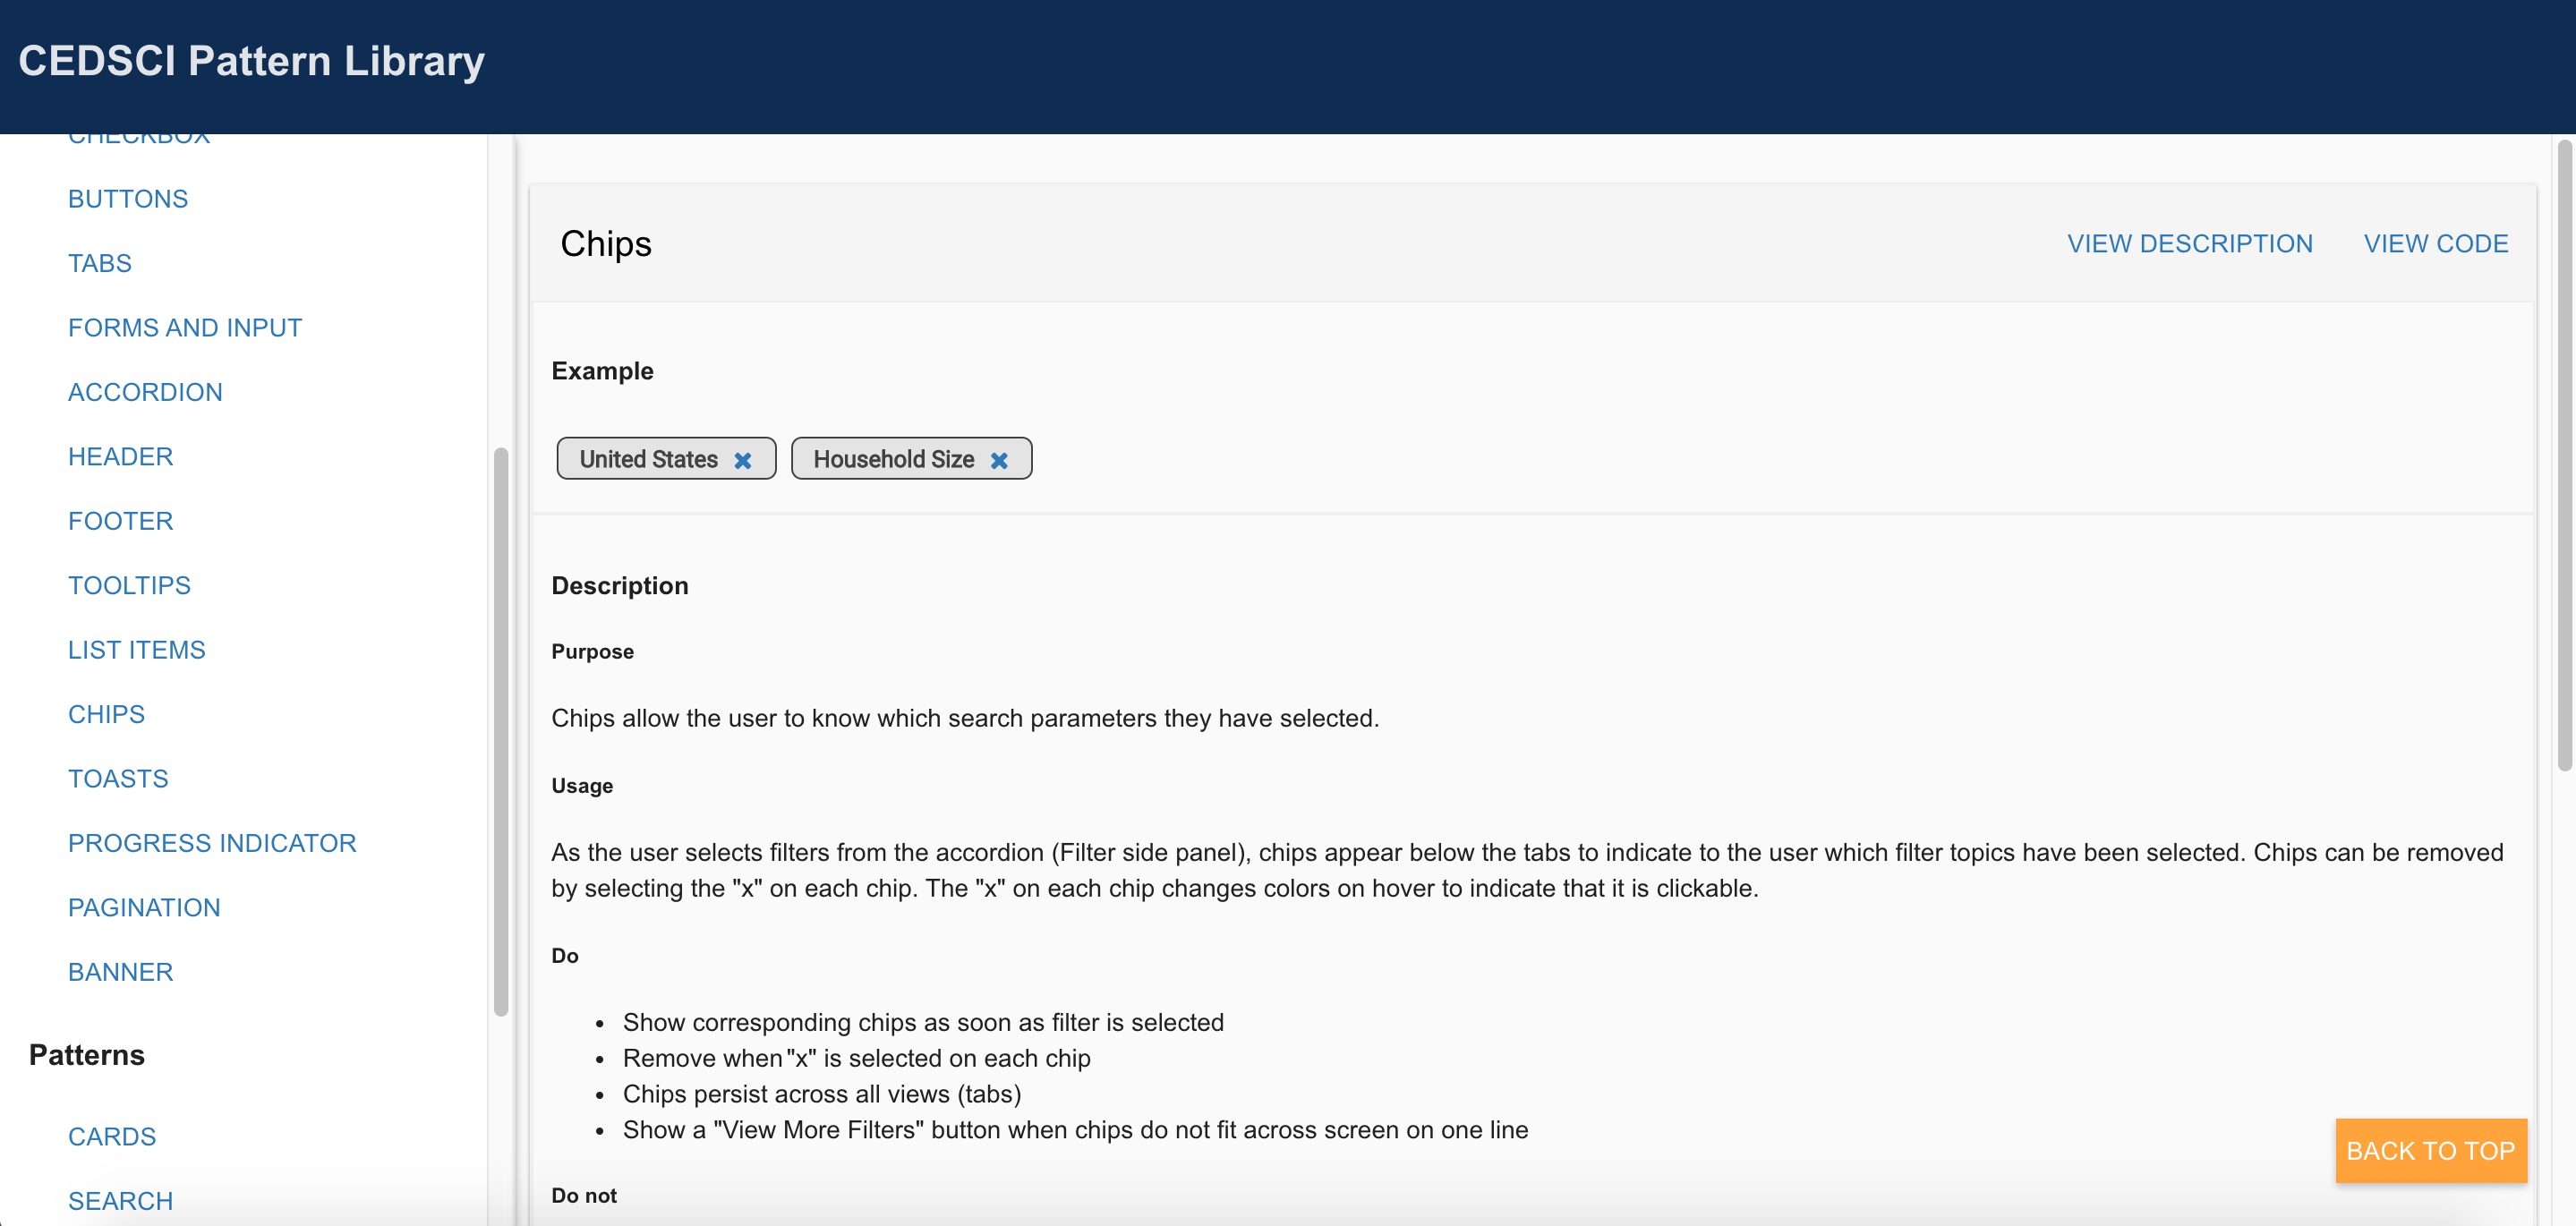 CEDSCI Pattern Library
CHECKBOX
BUTTONS
TABS
FORMS AND INPUT
ACCORDION
HEADER
FOOTER
TOOLTIPS
LIST ITEMS
CHIPS
TOASTS
PROGRESS INDICATOR
PAGINATION
BANNER
Patterns
CARDS
SEARCH
Chips
VIEW DESCRIPTION
VIEW CODE
Example
United States ✖
Household Size ✖
Description
Purpose
Chips allow the user to know which search parameters they have selected.
Usage
As the user selects filters from the accordion (Filter side panel), chips appear below the tabs to indicate to the user which filter topics have been selected. Chips can be removed
by selecting the "x" on each chip. The "x" on each chip changes colors on hover to indicate that it is clickable.
Do
• Show corresponding chips as soon as filter is selected
• Remove when "x" is selected on each chip
• Chips persist across all views (tabs)
• Show a "View More Filters" button when chips do not fit across screen on one line
Do not
BACK TO TOP